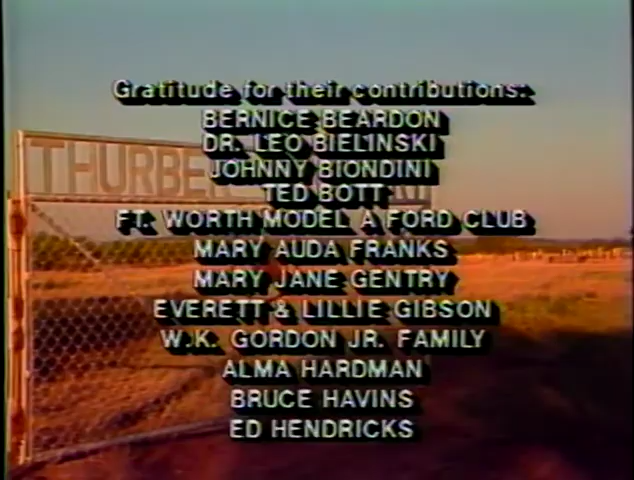 Gratitude for their contributions:
BERNICE BEARDON
DR. LEO BIELINSKI
JOHNNY BIONDINI
TED BOTT
FT. WORTH MODEL A FORD CLUB
MARY AUDA FRANKS
MARY JANE GENTRY
EVERETT & LILLIE GIBSON
W.K. GORDON JR. FAMILY
ALMA HARDMAN
BRUCE HAVINS
ED HENDRICKS
THURBER